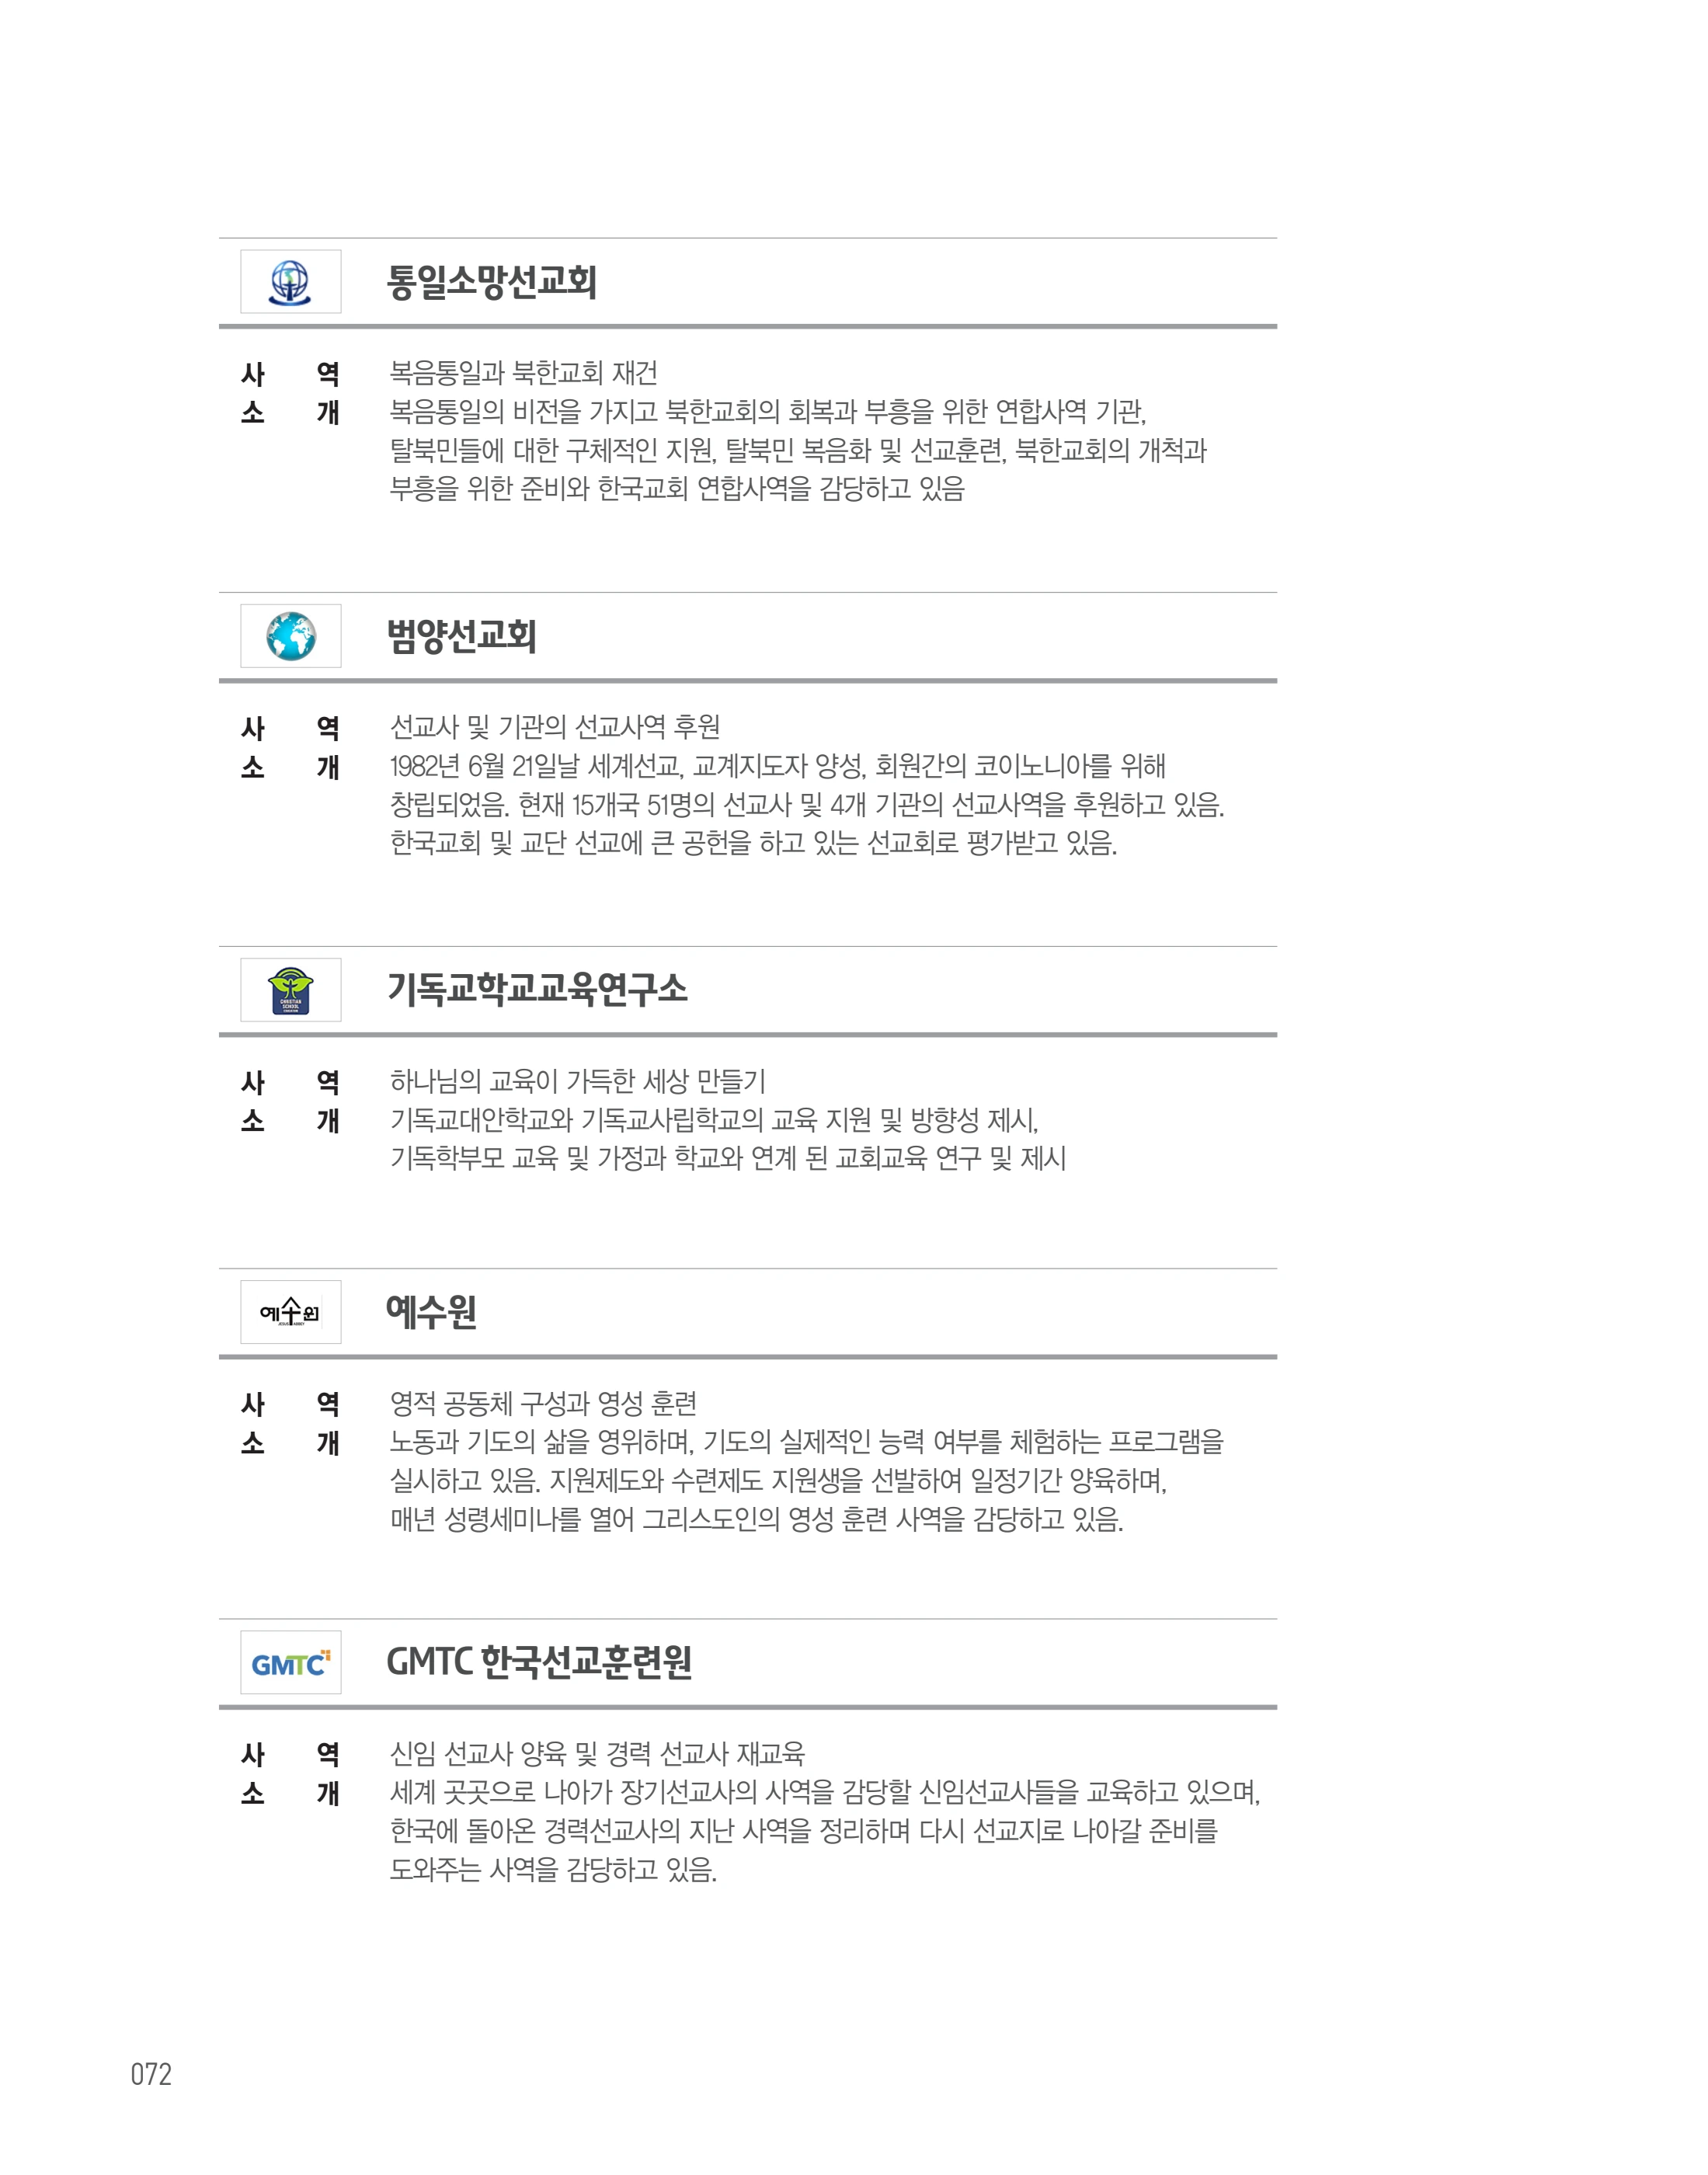 통일소망선교회
사 역 복음통일과 북한교회 재건
소 개 복음통일의 비전을 가지고 북한교회의 회복과 부흥을 위한 연합사역 기관,
탈북민들에 대한 구체적인 지원, 탈북민 복음화 및 선교훈련, 북한교회의 개척과
부흥을 위한 준비와 한국교회 연합사역을 감당하고 있음
범양선교회
사 역 선교사 및 기관의 선교사역 후원
소 개 1982년 6월 21일날 세계선교, 교계지도자 양성, 회원간의 코이노니아를 위해
창립되었음. 현재 15개국 51명의 선교사 및 4개 기관의 선교사역을 후원하고 있음.
한국교회 및 교단 선교에 큰 공헌을 하고 있는 선교회로 평가받고 있음.
CHRISTIAN
SCHOOL
기독교학교교육연구소
사 역 하나님의 교육이 가득한 세상 만들기
소 개 기독교대안학교와 기독교사립학교의 교육 지원 및 방향성 제시,
기독학부모 교육 및 가정과 학교와 연계 된 교회교육 연구 및 제시
예수원
JESUS ABBEY
예수원
사 역 영적 공동체 구성과 영성 훈련
소 개 노동과 기도의 삶을 영위하며, 기도의 실제적인 능력 여부를 체험하는 프로그램을
실시하고 있음. 지원제도와 수련제도 지원생을 선발하여 일정기간 양육하며,
매년 성령세미나를 열어 그리스도인의 영성 훈련 사역을 감당하고 있음.
GMTC
GMTC 한국선교훈련원
사 역 신임 선교사 양육 및 경력 선교사 재교육
소 개 세계 곳곳으로 나아가 장기선교사의 사역을 감당할 신임선교사들을 교육하고 있으며,
한국에 돌아온 경력선교사의 지난 사역을 정리하며 다시 선교지로 나아갈 준비를
도와주는 사역을 감당하고 있음.
072